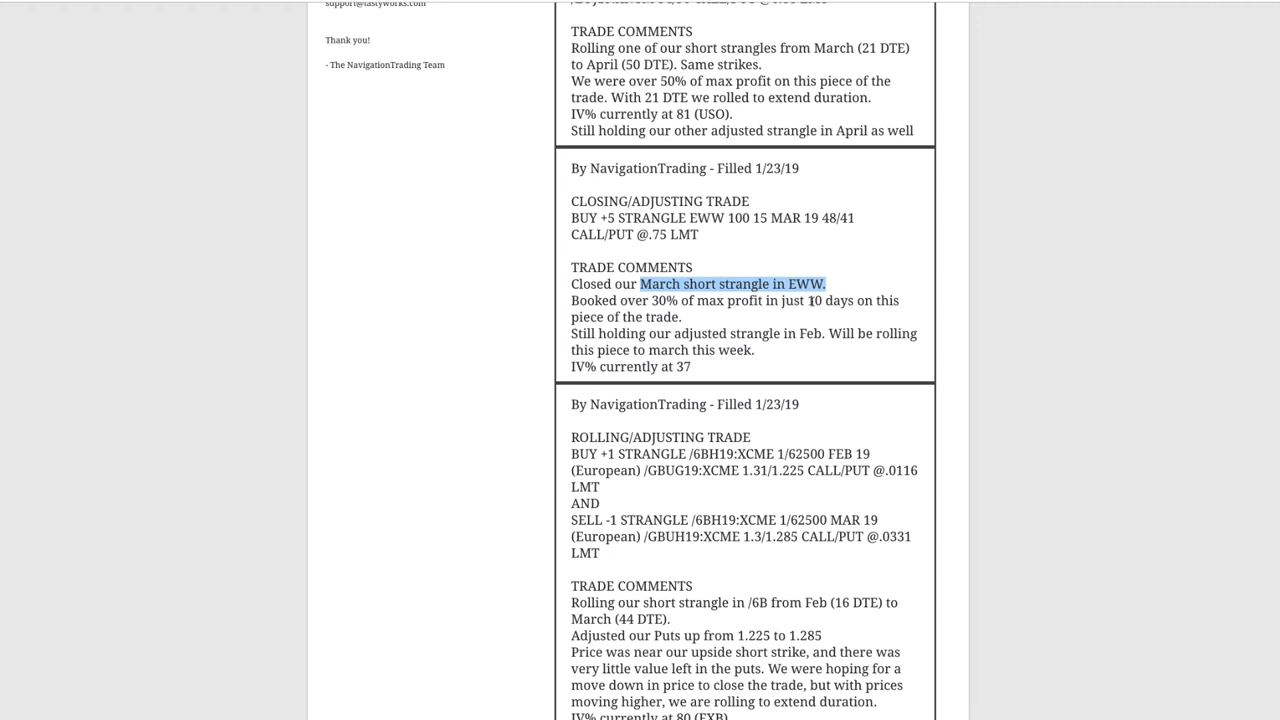 support@tastyworks.com
Thank you!
- The NavigationTrading Team
TRADE COMMENTS
Rolling one of our short strangles from March (21 DTE)
to April (50 DTE). Same strikes.
We were over 50% of max profit on this piece of the
trade. With 21 DTE we rolled to extend duration.
IV% currently at 81 (USO).
Still holding our other adjusted strangle in April as well
By NavigationTrading - Filled 1/23/19
CLOSING/ADJUSTING TRADE
BUY +5 STRANGLE EWW 100 15 MAR 19 48/41
CALL/PUT @.75 LMT
TRADE COMMENTS
Closed our March short strangle in EWW.
Booked over 30% of max profit in just 10 days on this
piece of the trade.
Still holding our adjusted strangle in Feb. Will be rolling
this piece to march this week.
IV% currently at 37
By NavigationTrading - Filled 1/23/19
ROLLING/ADJUSTING TRADE
BUY +1 STRANGLE /6BH19:XCME 1/62500 FEB 19
(European) /GBUG19:XCME 1.31/1.225 CALL/PUT @.0116
LMT
AND
SELL -1 STRANGLE /6BH19:XCME 1/62500 MAR 19
(European) /GBUH19:XCME 1.3/1.285 CALL/PUT @.0331
LMT
TRADE COMMENTS
Rolling our short strangle in /6B from Feb (16 DTE) to
March (44 DTE).
Adjusted our Puts up from 1.225 to 1.285
Price was near our upside short strike, and there was
very little value left in the puts. We were hoping for a
move down in price to close the trade, but with prices
moving higher, we are rolling to extend duration.
IV% currently at 80 (FXB)